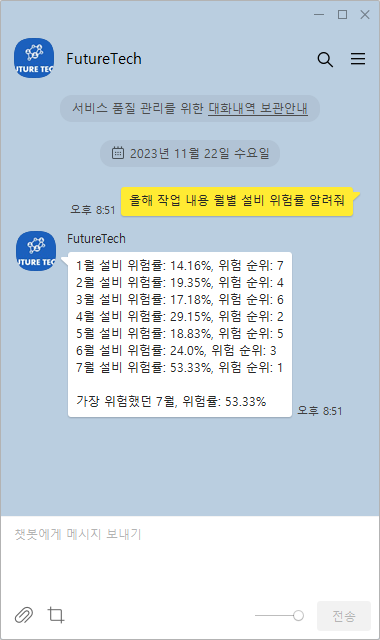 FUTURE TEC
FutureTech
서비스 품질 관리를 위한 대화내역 보관안내
2023년 11월 22일 수요일
올해 작업 내용 월별 설비 위험률 알려줘
오후 8:51
FutureTech
FUTURE TEC
1월 설비 위험률: 14.16%, 위험 순위: 7
2월 설비 위험률: 19.35%, 위험 순위: 4
3월 설비 위험률: 17.18%, 위험 순위: 6
4월 설비 위험률: 29.15%, 위험 순위: 2
5월 설비 위험률: 18.83%, 위험 순위: 5
6월 설비 위험률: 24.0%, 위험 순위: 3
7월 설비 위험률: 53.33%, 위험 순위: 1
가장 위험했던 7월, 위험률: 53.33%
오후 8:51
챗봇에게 메시지 보내기
전송